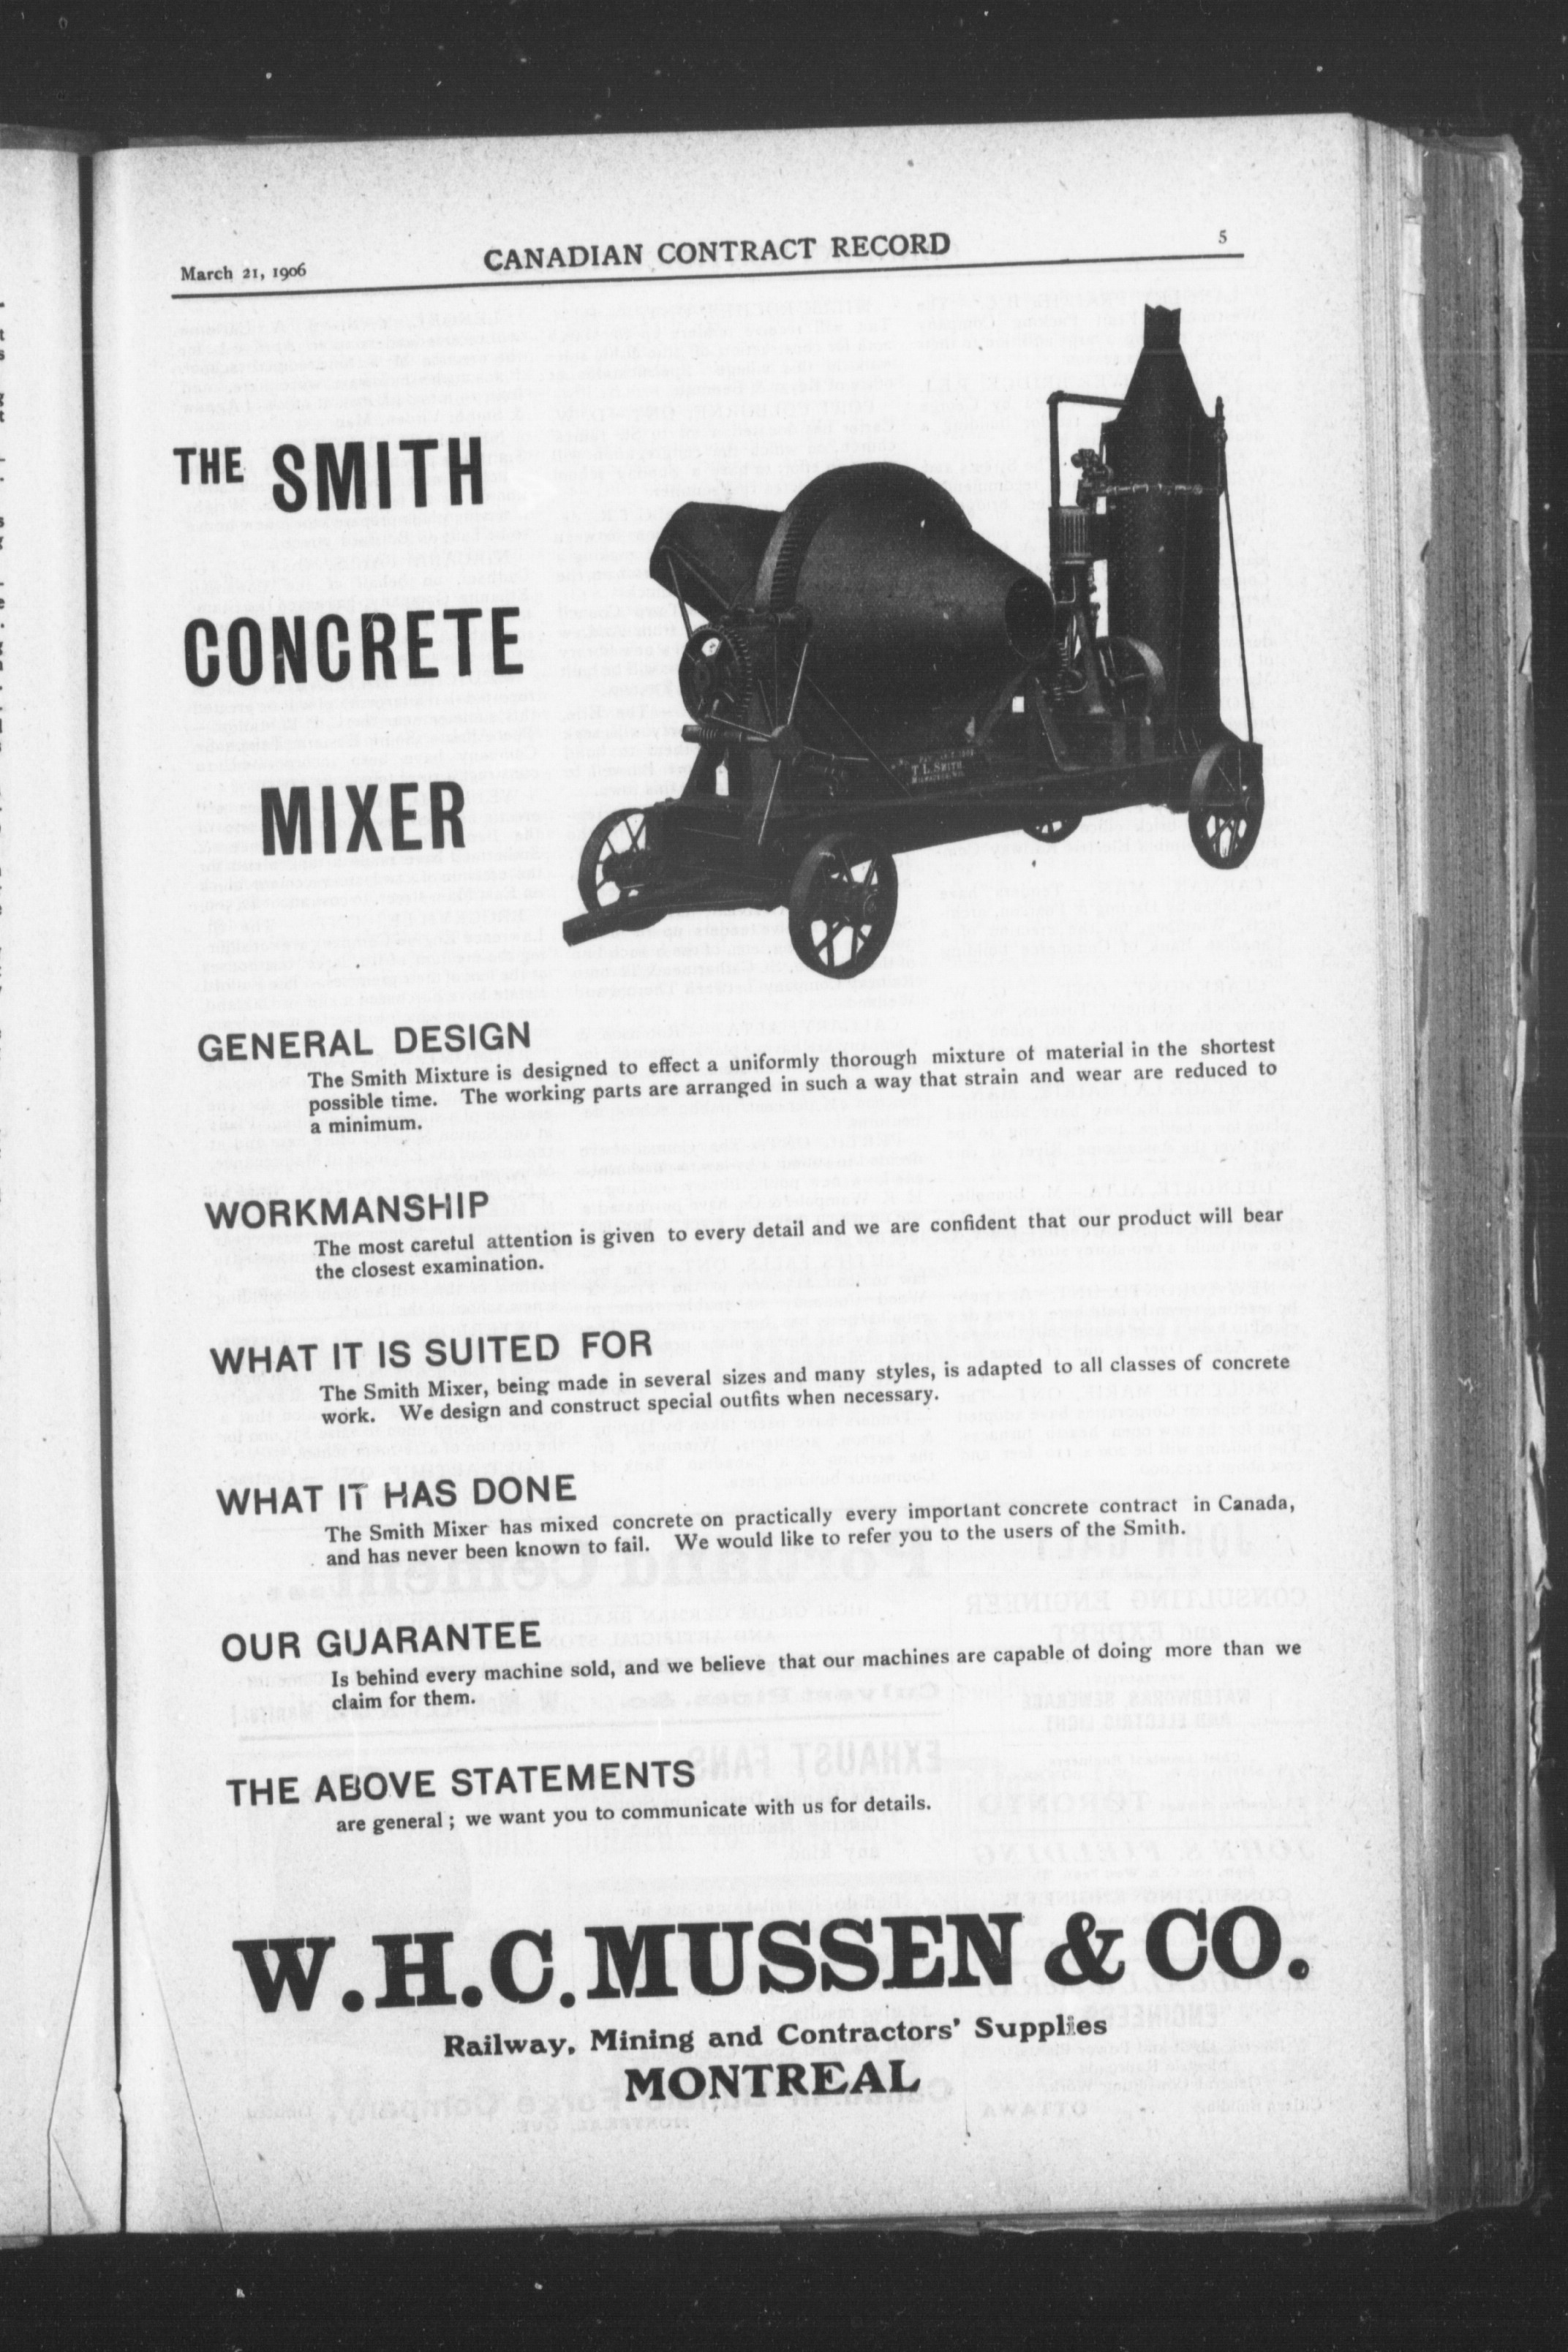 March 21, 1906
CANADIAN CONTRACT RECORD
5
THE SMITH
CONCRETE
MIXER
T. L. SMITH
GENERAL DESIGN
The Smith Mixture is designed to effect a uniformly thorough mixture of material in the shortest
possible time. The working parts are arranged in such a way that strain and wear are reduced to
a minimum.
WORKMANSHIP
The most careful attention is given to every detail and we are confident that our product will bear
the closest examination.
WHAT IT IS SUITED FOR
The Smith Mixer, being made in several sizes and many styles, is adapted to all classes of concrete
work. We design and construct special outfits when necessary.
WHAT IT HAS DONE
The Smith Mixer has mixed concrete on practically every important concrete contract in Canada,
and has never been known to fail. We would like to refer you to the users of the Smith.
OUR GUARANTEE
Is behind every machine sold, and we believe that our machines are capable of doing more than we
claim for them.
THE ABOVE STATEMENTS
are general ; we want you to communicate with us for details.
W. H. C. MUSSEN & CO.
Railway, Mining and Contractors' Supplies
MONTREAL